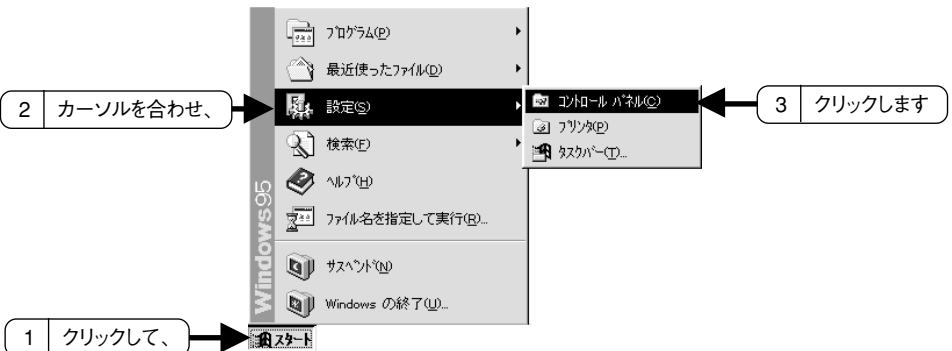 ﾌﾟﾛｸﾞﾗﾑ(P)
最近使ったﾌｧｲﾙ(D)
2 カーソルを合わせ、
設定(S)
ｺﾝﾄﾛｰﾙ ﾊﾟﾈﾙ(C)
3 クリックします
ﾌﾟﾘﾝﾀ(P)
ﾀｽｸﾊﾞｰ(T)...
検索(F)
ﾍﾙﾌﾟ(H)
ﾌｧｲﾙ名を指定して実行(R)...
ｻｽﾍﾟﾝﾄﾞ(N)
Windows の終了(U)...
Windows95
1 クリックして、
ｽﾀｰﾄ